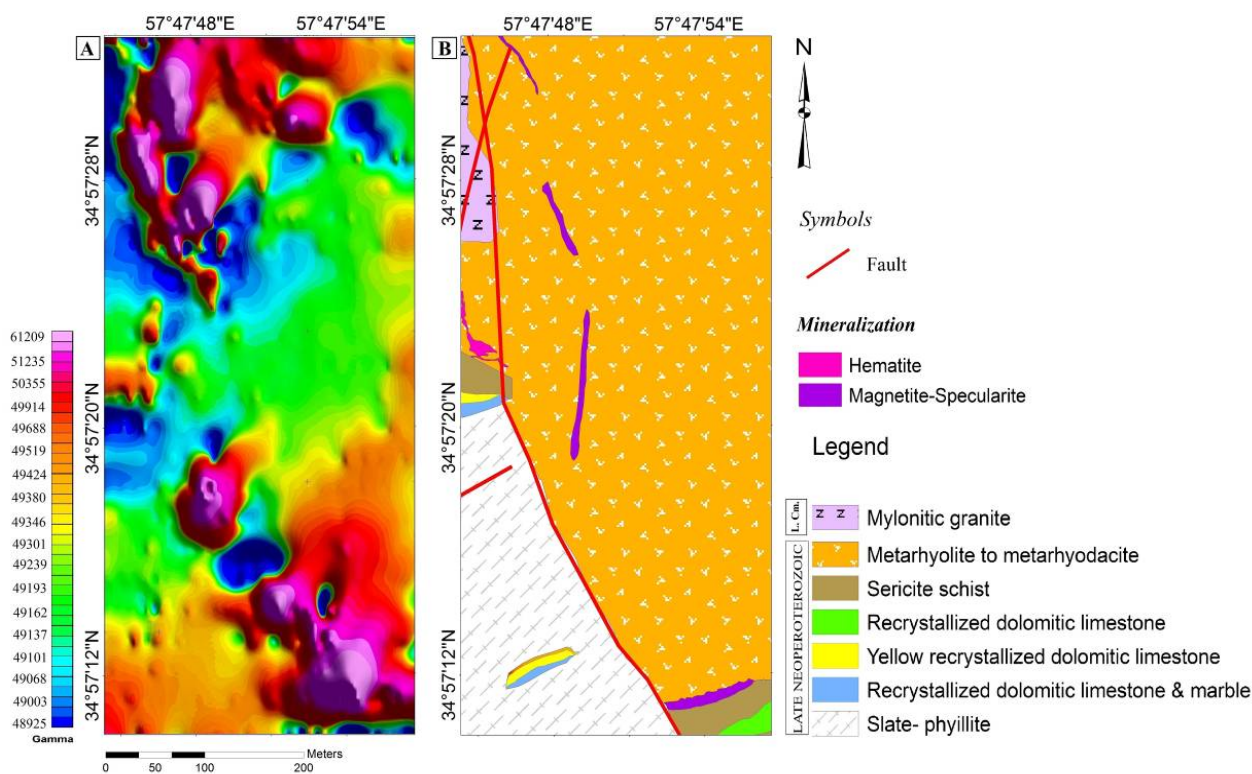 57°47'48"E 57°47'54"E
57°47'48"E 57°47'54"E
A
B
N
34°57'28"N
34°57'20"N
34°57'12"N
34°57'28"N
34°57'20"N
34°57'12"N
61209
51235
50355
49914
49688
49519
49424
49380
49346
49301
49239
49193
49162
49137
49101
49068
49003
48925
Gamma
Meters
0 50 100 200
Z
Z
Z
Z
Z
Z Z
Z
Symbols
Fault
Mineralization
Hematite
Magnetite-Specularite
Legend
L. Cm.
Z Z
Mylonitic granite
LATE NEOPEROTEROZOIC
Metarhyolite to metarhyodacite
Sericite schist
Recrystallized dolomitic limestone
Yellow recrystallized dolomitic limestone
Recrystallized dolomitic limestone & marble
Slate- phyillite